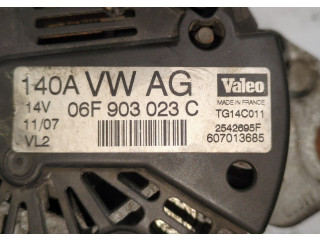 140A VW AG
Valeo
MADE IN FRANCE
14V 06F 903 023 C
TG14C011
11/07
2542695F
VL2
607013685